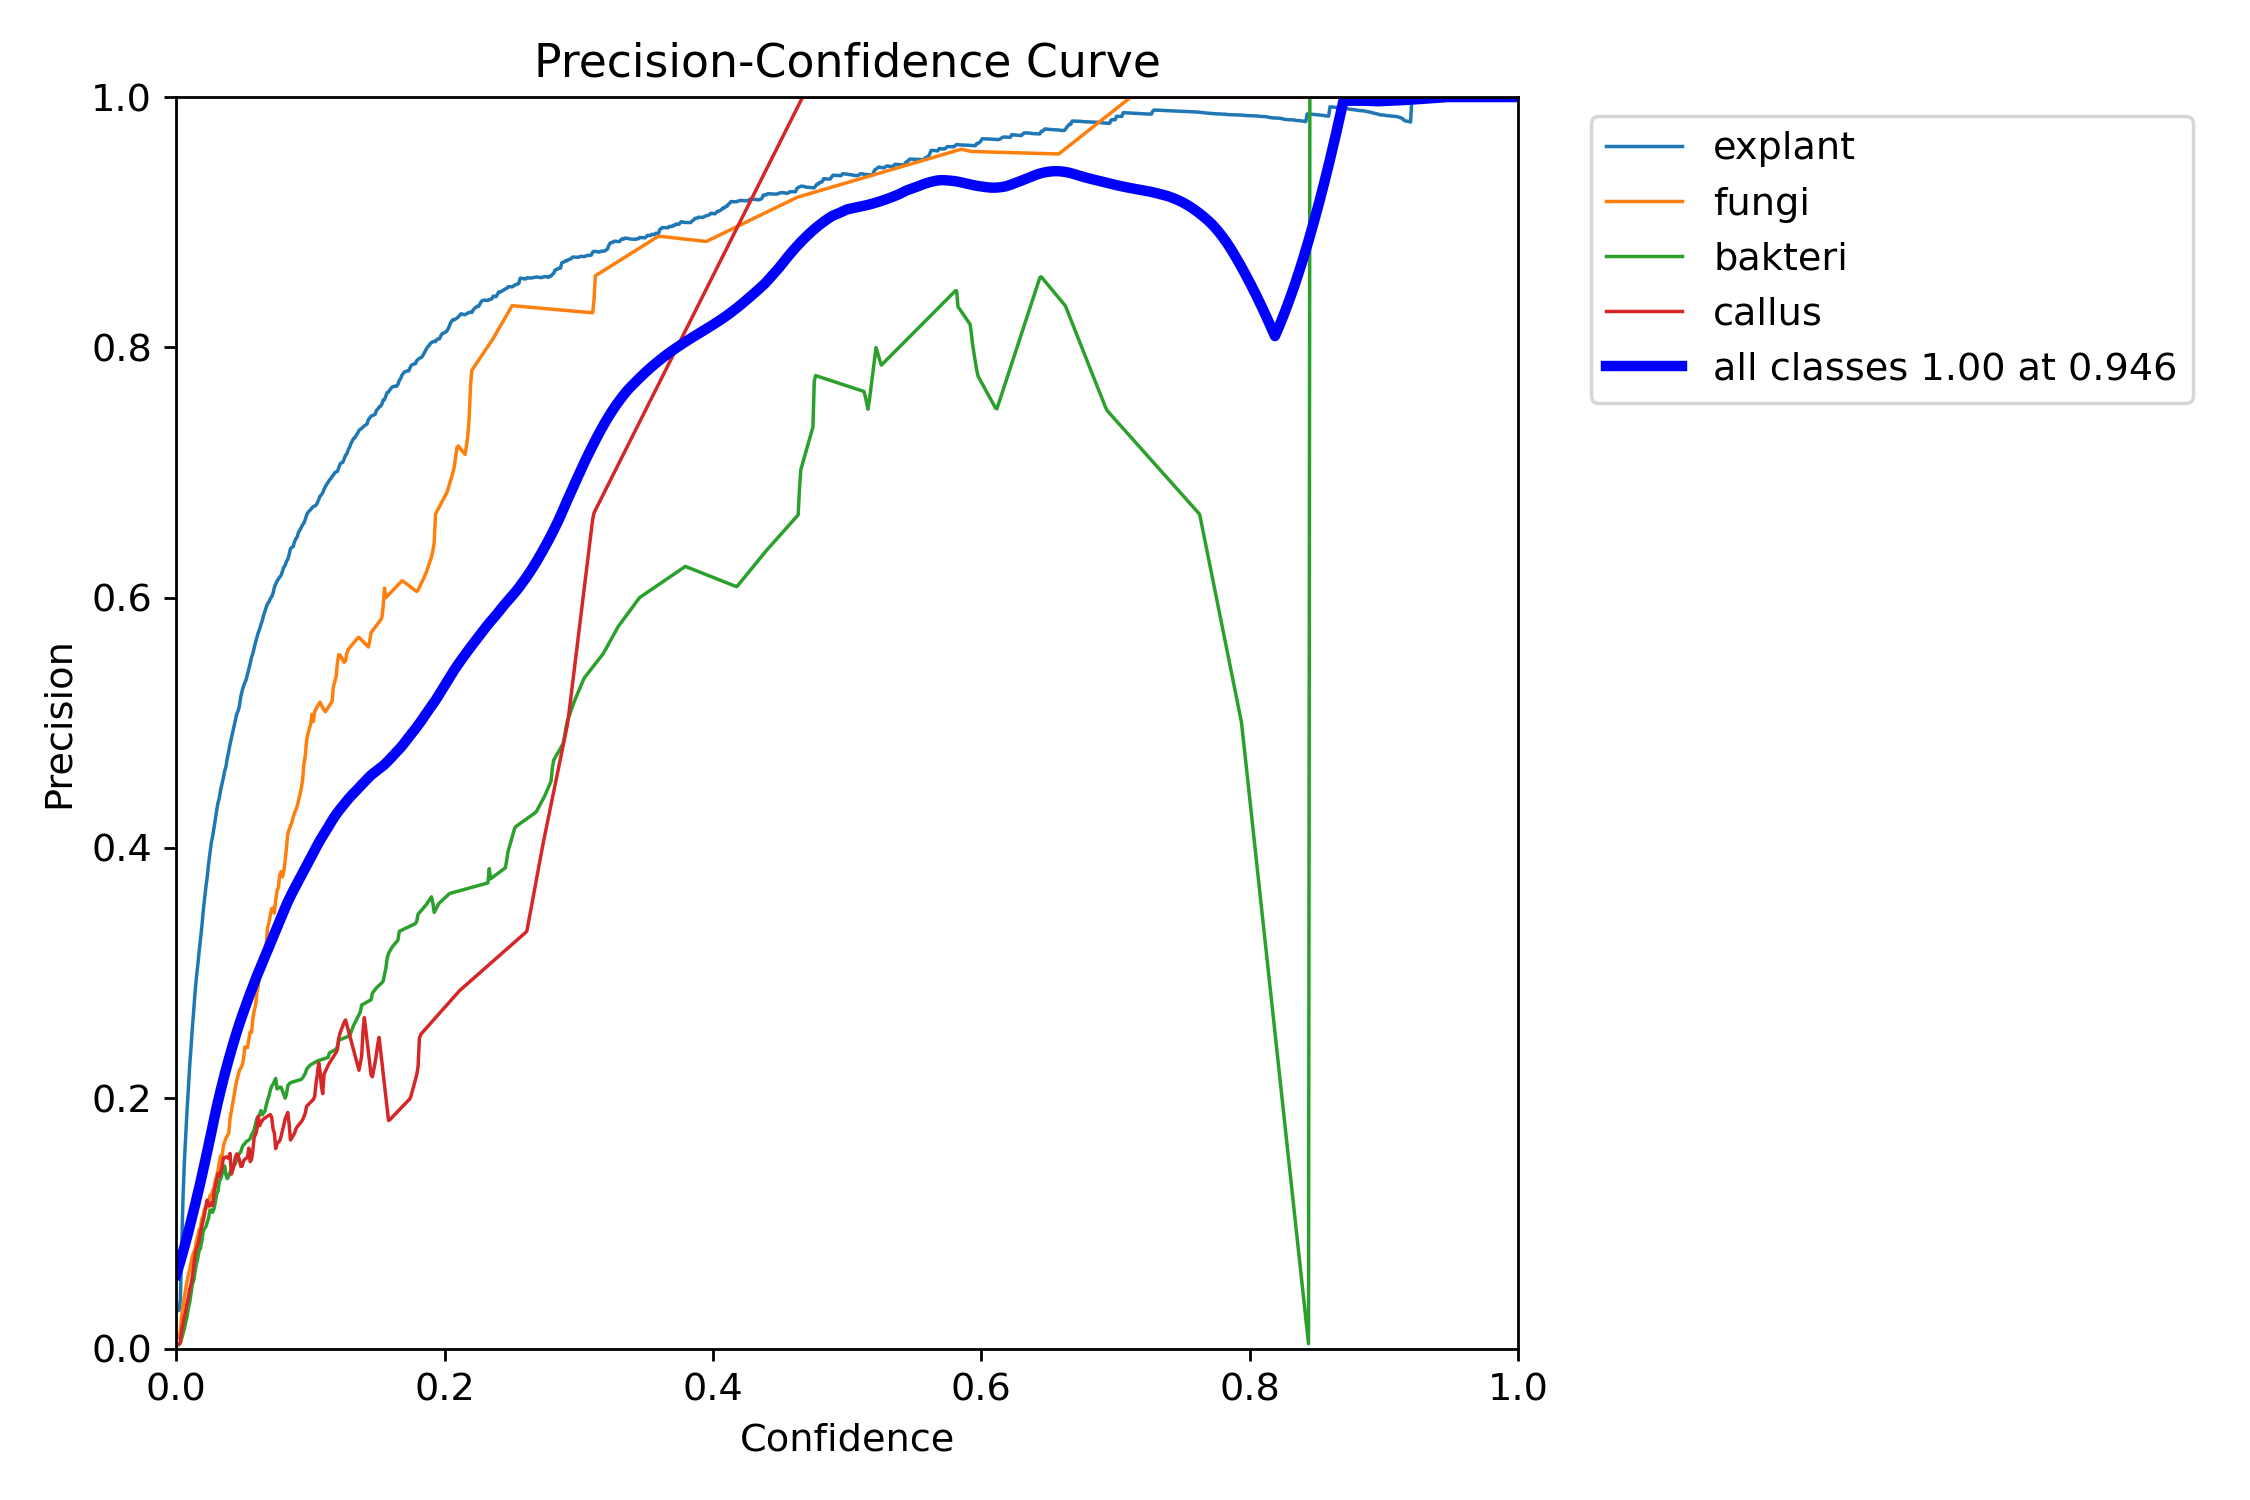 Precision-Confidence Curve
1.0
0.8
0.6
0.4
0.2
0.0
Precision
0.0 0.2 0.4 0.6 0.8 1.0
Confidence
explant
fungi
bakteri
callus
all classes 1.00 at 0.946